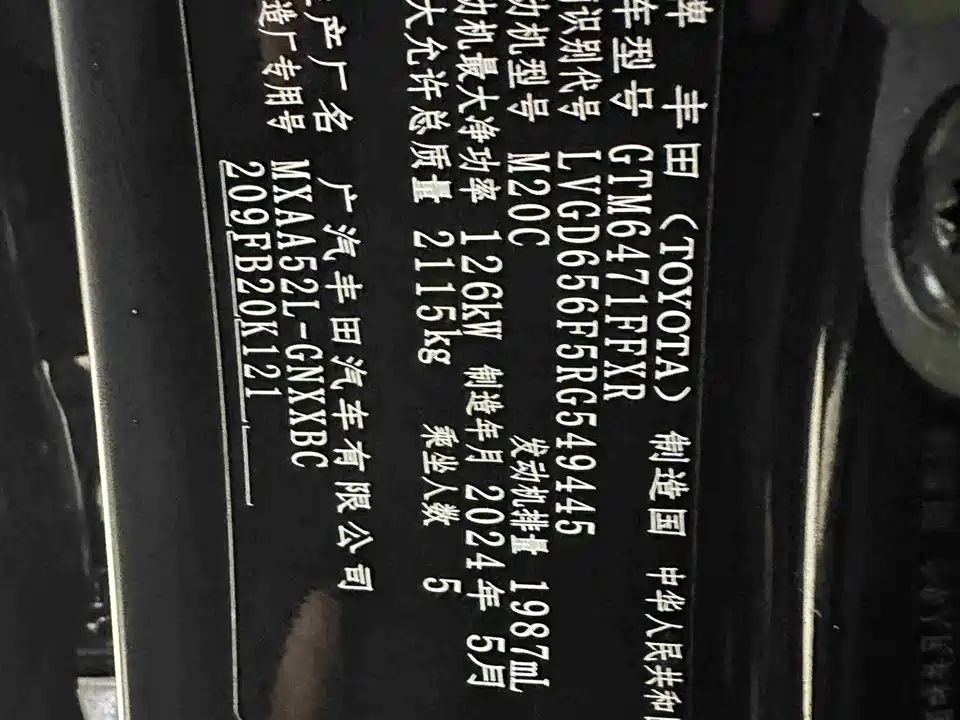 牌 丰田（TOYOTA） 制造国 中华人民共和
车型号 GTM6471FFXR
识别代号 LVGD656F5RG549445
动机型号 M20C 发动机排量 1987mL
动机最大净功率 126kW 制造年月 2024年 5月
大允许总质量 2115kg 乘坐人数 5
生产厂名 广汽丰田汽车有限公司
造厂专用号 MXAA52L-GNXXBC
209FB20K121